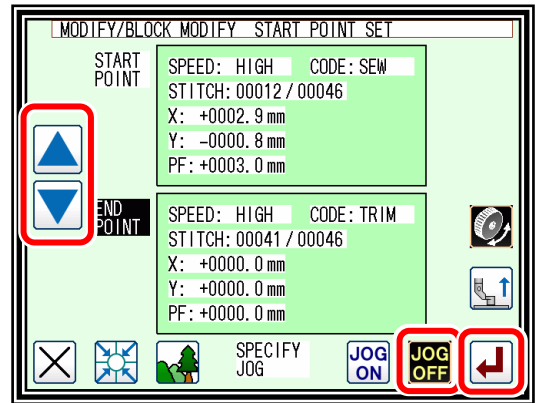 MODIFY/BLOCK MODIFY START POINT SET
START
POINT
SPEED: HIGH CODE: SEW
STITCH: 00012 / 00046
X: +0002. 9 mm
Y: -0000. 8 mm
PF: +0003. 0 mm
END
POINT
SPEED: HIGH CODE: TRIM
STITCH: 00041 / 00046
X: +0000. 0 mm
Y: +0000. 0 mm
PF: +0000. 0 mm
SPECIFY
JOG
JOG
ON
JOG
OFF